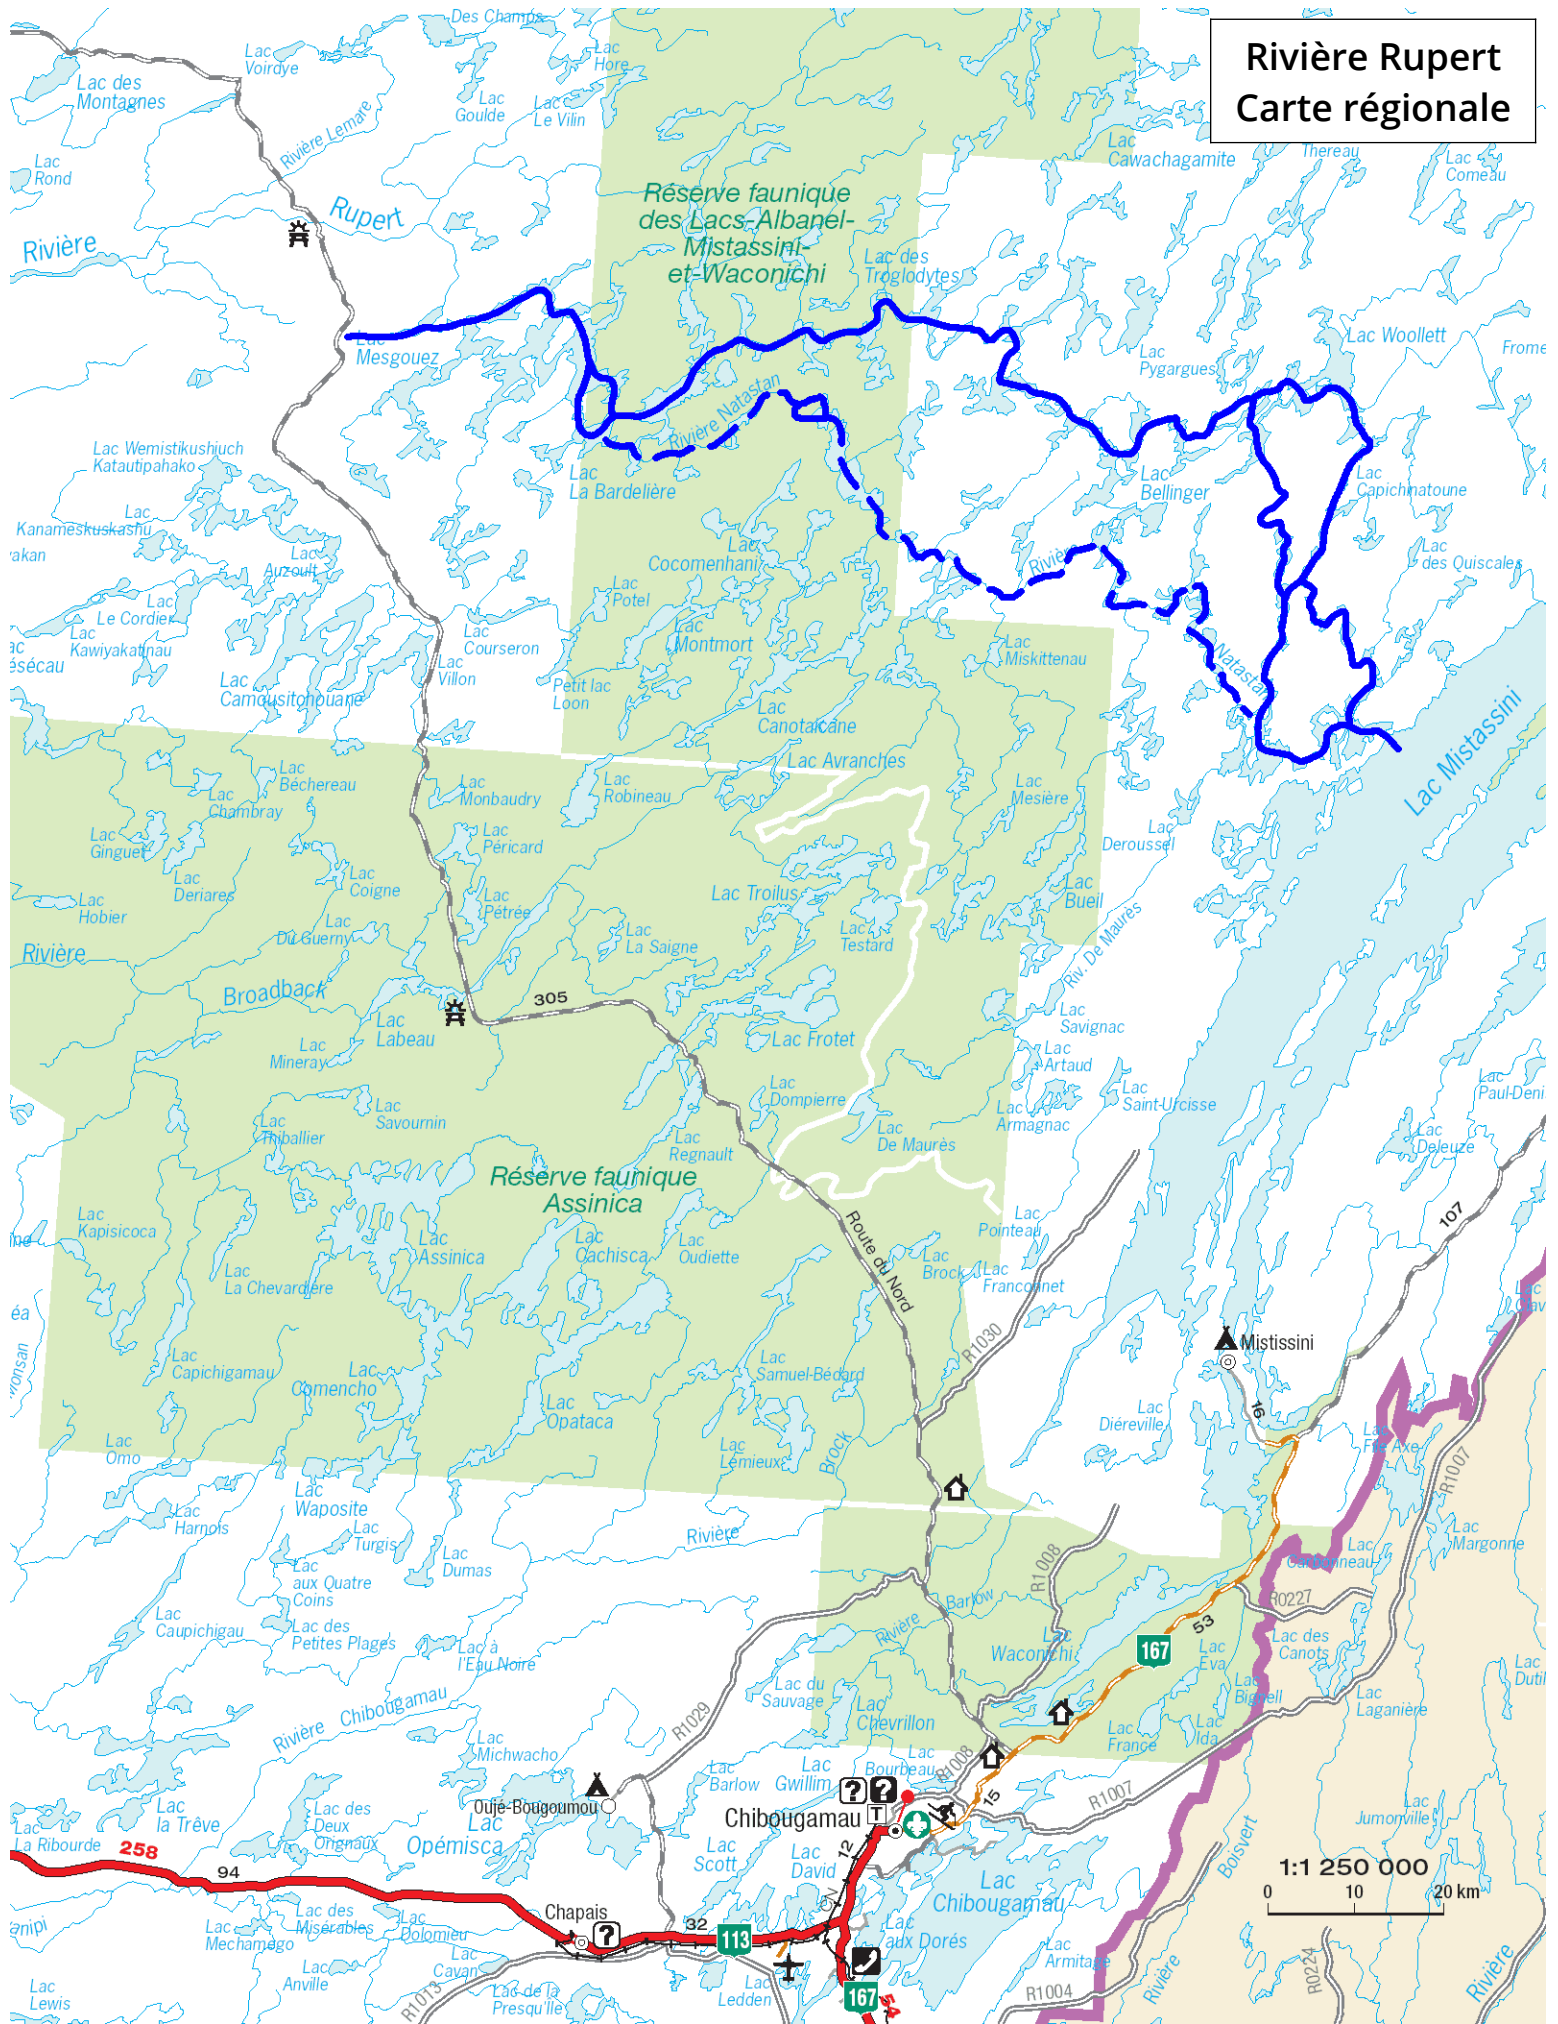 Rivière Rupert
Carte régionale
Des Champs
Lac
Voirdye
Lac
Hore
Lac des
Montagnes
Lac
Goulde
Lac
Le Vilin
Rivière Lemare
Lac
Cawachagamite
Thereau
Lac
Comeau
Lac
Rond
Rupert
Rivière
Réserve faunique
des Lacs-Albanel-
Mistassini-
et-Waconichi
Lac des
Troglodytes
Lac
Mesgouez
Lac Woollett
Lac
Pygargues
Rivière Natastan
Lac Wemistikushiuch
Katautipahako
Lac
La Bardelière
Lac
Bellinger
Lac
Capichinatoune
Lac
Kanameskuskashu
Lac
Auzoult
Lac
Cocomenhani
Rivière
Natastan
Lac
des Quiscales
Lac
Potel
Lac
Le Cordier
Lac
Kawiyakatinau
Lac
Courseron
Lac
Montmort
Lac
Miskittenau
Lac
Villon
Lac
Camousitchouane
Petit lac
Loon
Lac
Canotaicane
Lac Mistassini
Lac Avranches
Lac
Béchereau
Lac
Chambray
Lac
Monbaudry
Lac
Robineau
Lac
Mesière
Lac
Ginguet
Lac
Péricard
Lac
Deroussel
Lac
Deriares
Lac
Coigne
Lac
Hobier
Lac
Pétrée
Lac Troilus
Lac
Bueil
Lac
Du Guerny
Lac
La Saigne
Lac
Testard
Riv. De Maurès
Rivière
Broadback
305
Lac
Labeau
Lac
Mineray
Lac Frotet
Lac
Savignac
Lac
Artaud
Lac
Dompierre
Lac
Armagnac
Lac
Saint-Urcisse
Lac
Paul-Deni
Lac
Savournin
Lac
Thiballier
Lac
Regnault
Lac
De Maurès
Lac
Deleuze
Réserve faunique
Assinica
Lac
Kapisicoca
Lac
Assinica
Lac
Cachisca
Lac
Oudiette
Route du Nord
Lac
Pointeau
107
Lac
Brock
Lac
Franconnet
Lac
La Chevardière
R1030
Mistissini
Lac
Capichigamau
Lac
Comencho
Lac
Samuel-Bédard
Lac
Opataca
Lac
Diéreville
16
Lac
Omo
Lac
Lemieux
Brock
Lac
File Axe
R1007
Lac
Waposite
Lac
Harnois
Lac
Turgis
Rivière
Lac
Margonne
Lac
Dumas
Lac
aux Quatre
Coins
R1008
Lac
Carbonneau
Rivière
Barlow
R0227
Lac
Caupichigau
Lac des
Petites Plages
Lac à
l'Eau Noire
Lac
Waconichi
53
167
Lac
Eva
Lac des
Canots
Lac
Dutil
Rivière Chibougamau
R1029
Lac du
Sauvage
Lac
Chevrillon
Lac
Bignell
Lac
Laganière
Lac
France
Lac
Ida
Lac
Michwacho
Lac
Barlow
Lac
Gwillim
Lac
Bourbeau
R1008
15
R1007
Oujé-Bougoumou
Chibougamau
T
Lac
la Trêve
Lac des
Deux
Orignaux
Lac
Opémisca
Lac
Jumonville
Lac
La Ribourde
258
94
Lac
Scott
Lac
David
12
CN
Boisvert
1:1 250 000
0 10 20 km
Lac
Chibougamau
Chapais
Lac des
Misérables
Lac
Dolomieu
32
113
Lac
aux Dorés
Lac
Mechamego
Lac
Cavan
Lac
Armitage
Lac
Anville
Lac
Lewis
R1013
Lac de la
Presqu'île
Lac
Ledden
167
54
R1004
Rivière
R0224
Rivière